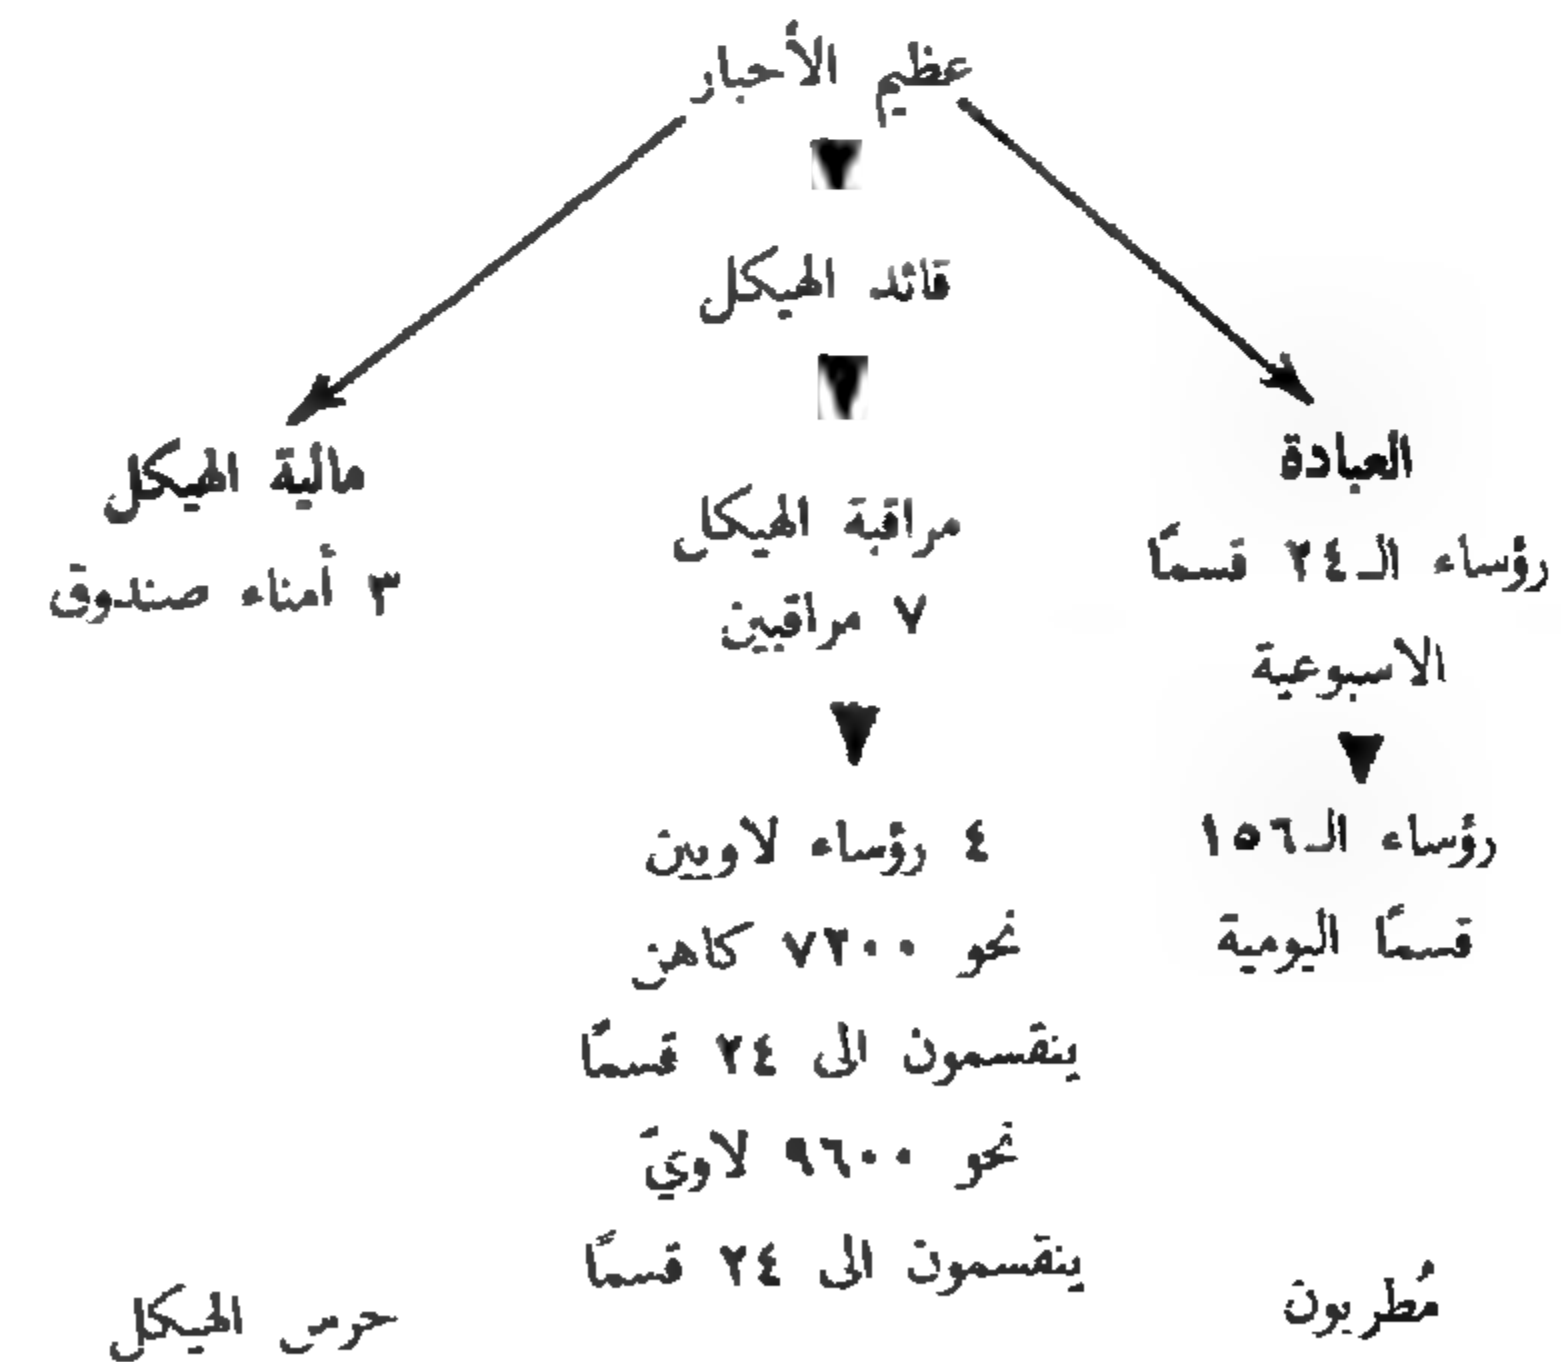 عظيم الأحبار
قائد الهيكل
العبادة
رؤساء الـ٢٤ قسمًا
الاسبوعية
رؤساء الـ١٥٦
قسمًا اليومية
مراقبة الهيكل
٧ مراقبين
٤ رؤساء لاويين
نحو ٧٢٠٠ كاهن
ينقسمون الى ٢٤ قسمًا
نحو ٩٦٠٠ لاويّ
ينقسمون الى ٢٤ قسمًا
مالية الهيكل
٣ أمناء صندوق
مُطربون
حرس الهيكل